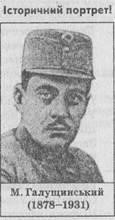 Історичний портрет!
М. Галущинський
(1878–1931)